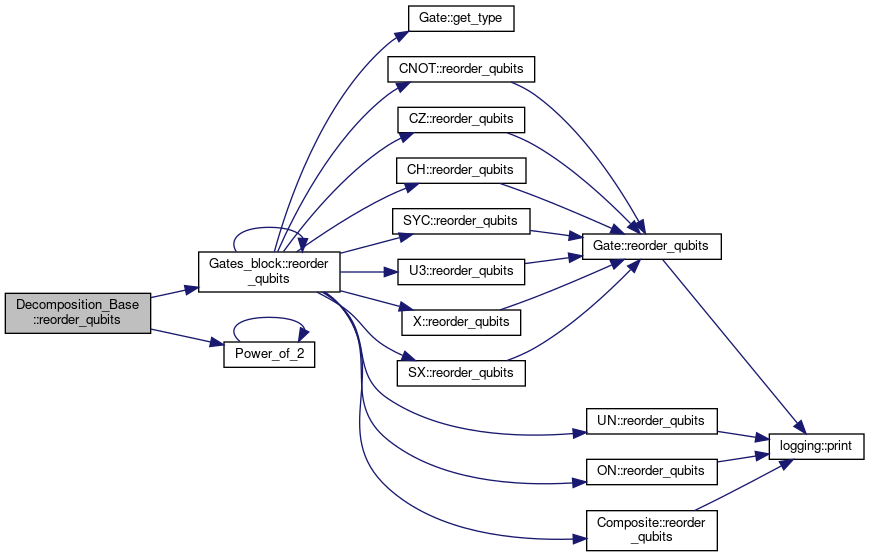 Gate::get_type
CNOT::reorder_qubits
CZ::reorder_qubits
CH::reorder_qubits
SYC::reorder_qubits
Gate::reorder_qubits
Gates_block::reorder
_qubits
U3::reorder_qubits
Decomposition_Base
::reorder_qubits
X::reorder_qubits
Power_of_2
SX::reorder_qubits
UN::reorder_qubits
logging::print
ON::reorder_qubits
Composite::reorder
_qubits